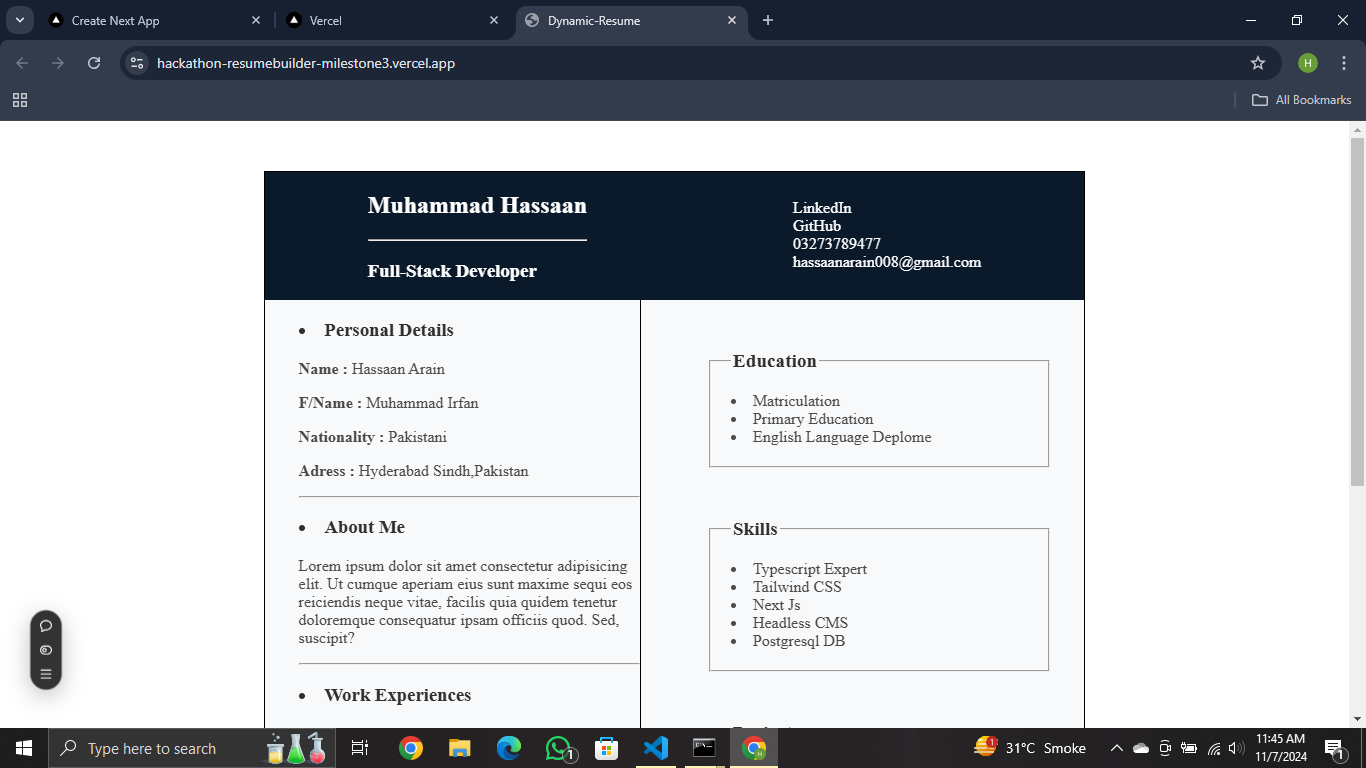 Create Next App
Vercel
Dynamic-Resume
hackathon-resumebuilder-milestone3.vercel.app
H
All Bookmarks
Muhammad Hassaan
Full-Stack Developer
LinkedIn
GitHub
03273789477
hassaanarain008@gmail.com
Personal Details
Name : Hassaan Arain
F/Name : Muhammad Irfan
Nationality : Pakistani
Adress : Hyderabad Sindh,Pakistan
About Me
Lorem ipsum dolor sit amet consectetur adipisicing
elit. Ut cumque aperiam eius sunt maxime sequi eos
reiciendis neque vitae, facilis quia quidem tenetur
doloremque consequatur ipsam officiis quod. Sed,
suscipit?
Work Experiences
Education
Matriculation
Primary Education
English Language Deplome
Skills
Typescript Expert
Tailwind CSS
Next Js
Headless CMS
Postgresql DB
Type here to search
1
1
31°C Smoke
11:45 AM
11/7/2024
1